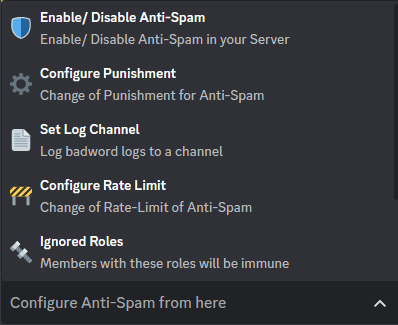 Enable/ Disable Anti-Spam
Enable/ Disable Anti-Spam in your Server
Configure Punishment
Change of Punishment for Anti-Spam
Set Log Channel
Log badword logs to a channel
Configure Rate Limit
Change of Rate-Limit of Anti-Spam
Ignored Roles
Members with these roles will be immune
Configure Anti-Spam from here